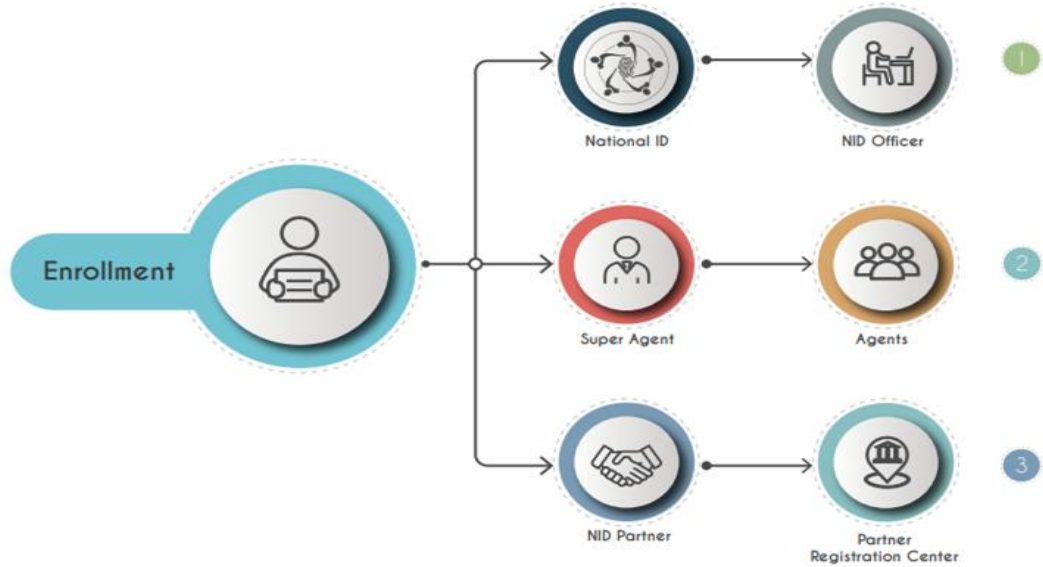 Enrollment
National ID
NID Officer
1
Super Agent
Agents
2
NID Partner
Partner
Registration Center
3